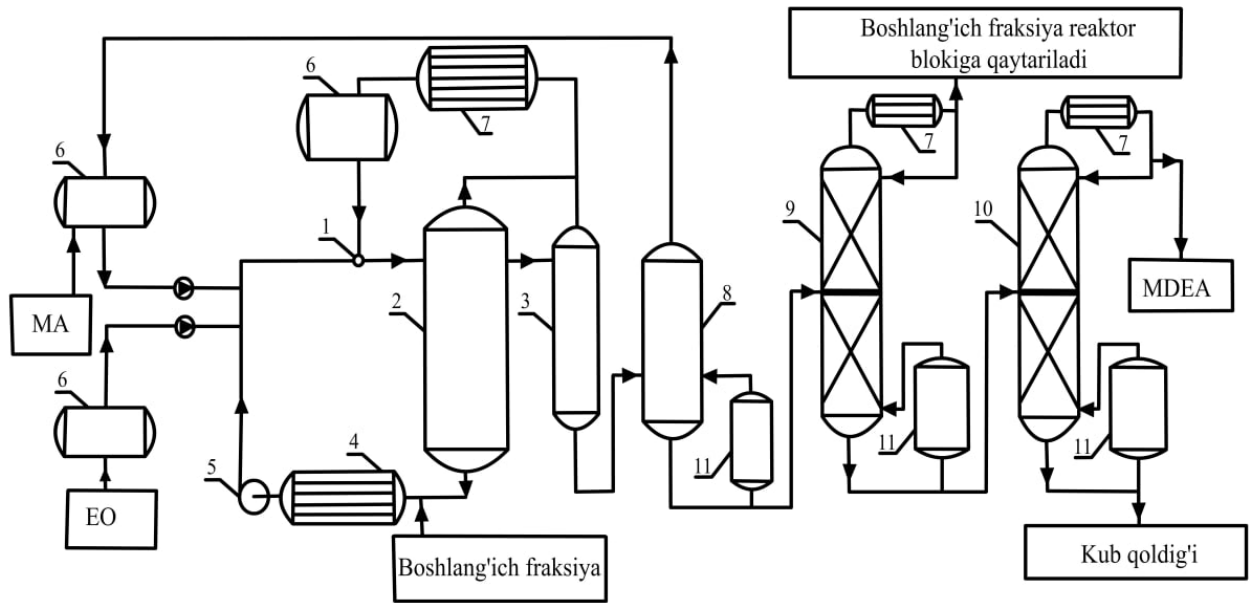 Boshlang'ich fraksiya reaktor
blokiga qaytariladi
6
7
7
7
6
1
2
3
8
9
10
MDEA
MA
6
4
5
11
11
11
EO
Boshlang'ich fraksiya
Kub qoldig'i